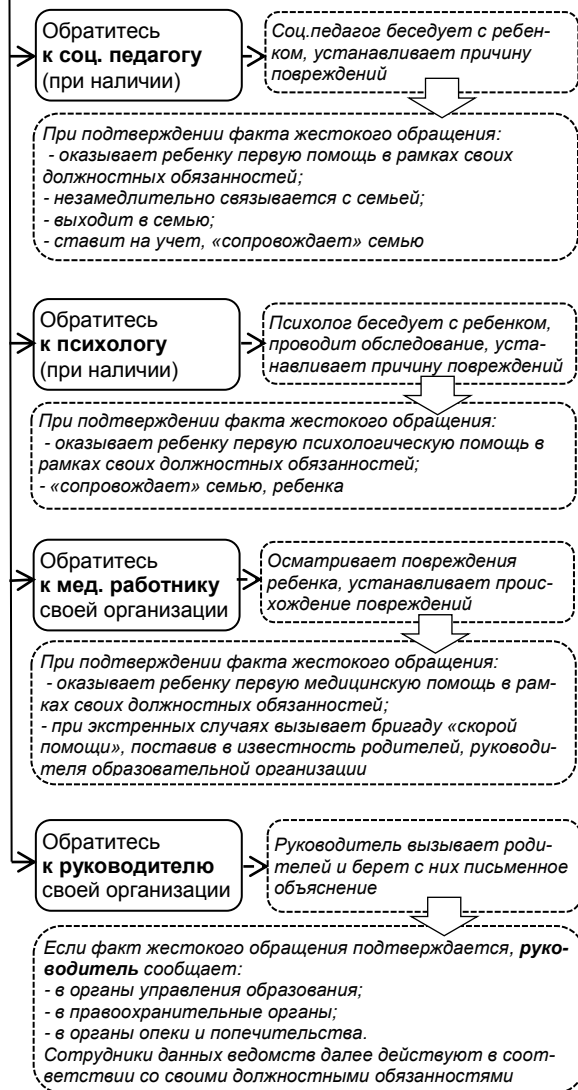 Обратитесь
к соц. педагогу
(при наличии)
Соц.педагог беседует с ребен-
ком, устанавливает причину
повреждений
При подтверждении факта жестокого обращения:
- оказывает ребенку первую помощь в рамках своих
должностных обязанностей;
- незамедлительно связывается с семьей;
- выходит в семью;
- ставит на учет, «сопровождает» семью
Обратитесь
к психологу
(при наличии)
Психолог беседует с ребенком,
проводит обследование, уста-
навливает причину повреждений
При подтверждении факта жестокого обращения:
- оказывает ребенку первую психологическую помощь в
рамках своих должностных обязанностей;
- «сопровождает» семью, ребенка
Обратитесь
к мед. работнику
своей организации
Осматривает повреждения
ребенка, устанавливает проис-
хождение повреждений
При подтверждении факта жестокого обращения:
- оказывает ребенку первую медицинскую помощь в рам-
ках своих должностных обязанностей;
- при экстренных случаях вызывает бригаду «скорой
помощи», поставив в известность родителей, руководи-
теля образовательной организации
Обратитесь
к руководителю
своей организации
Руководитель вызывает роди-
телей и берет с них письменное
объяснение
Если факт жестокого обращения подтверждается, руко-
водитель сообщает:
- в органы управления образования;
- в правоохранительные органы;
- в органы опеки и попечительства.
Сотрудники данных ведомств далее действуют в соот-
ветствии со своими должностными обязанностями